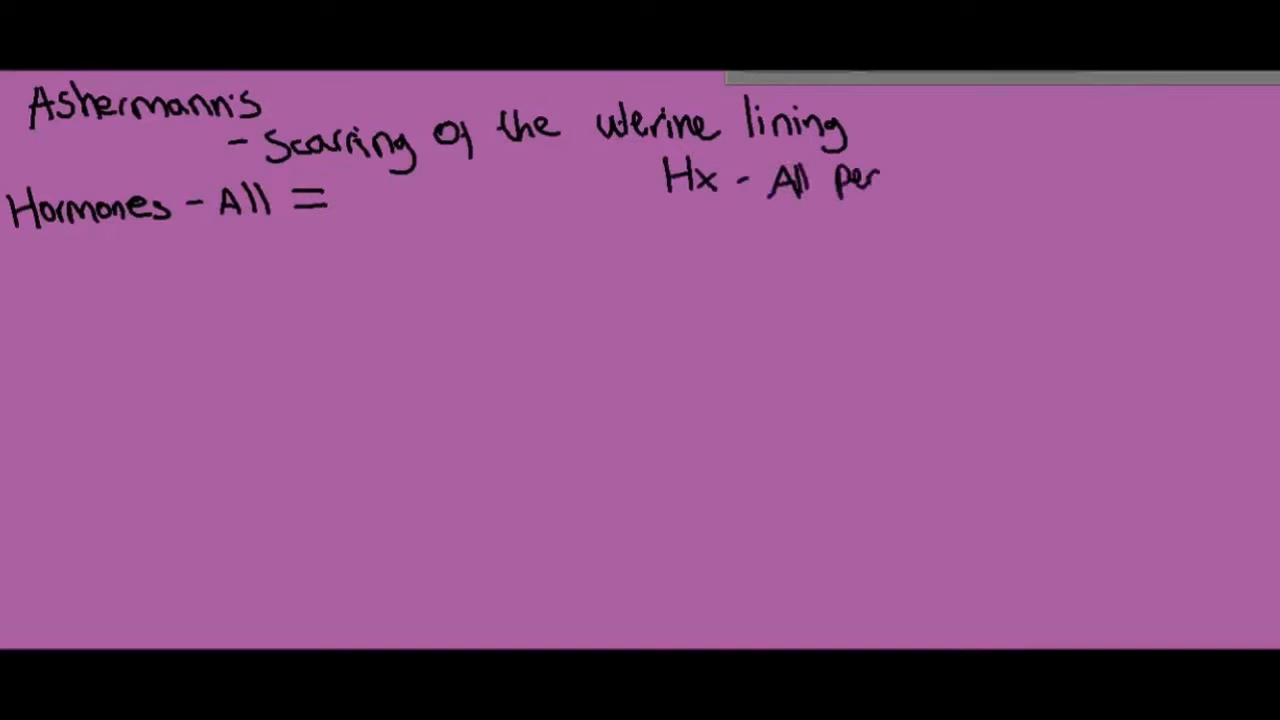 Ashermann's
- Scarring of the uterine lining
Hx - All per
Hormones - All =